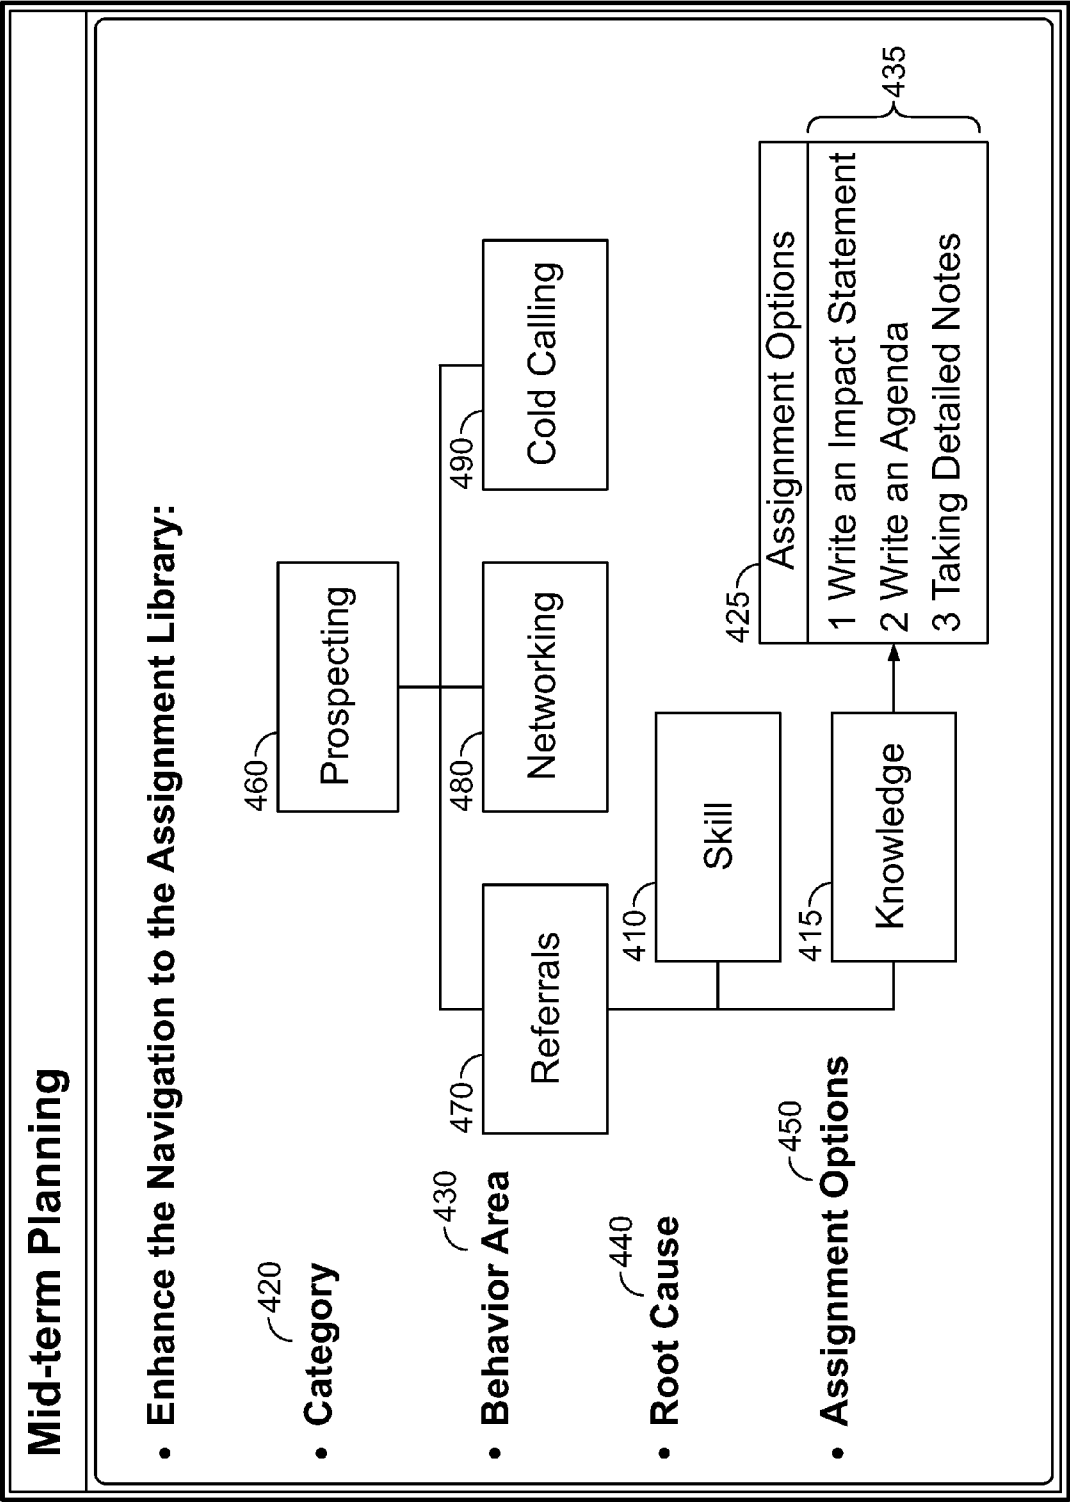 Mid-term Planning
• Enhance the Navigation to the Assignment Library:
420
• Category
460
Prospecting
430
• Behavior Area
470
Referrals
480
Networking
490
Cold Calling
440
• Root Cause
410
Skill
450
• Assignment Options
415
Knowledge
425
Assignment Options
1 Write an Impact Statement
2 Write an Agenda
3 Taking Detailed Notes
435